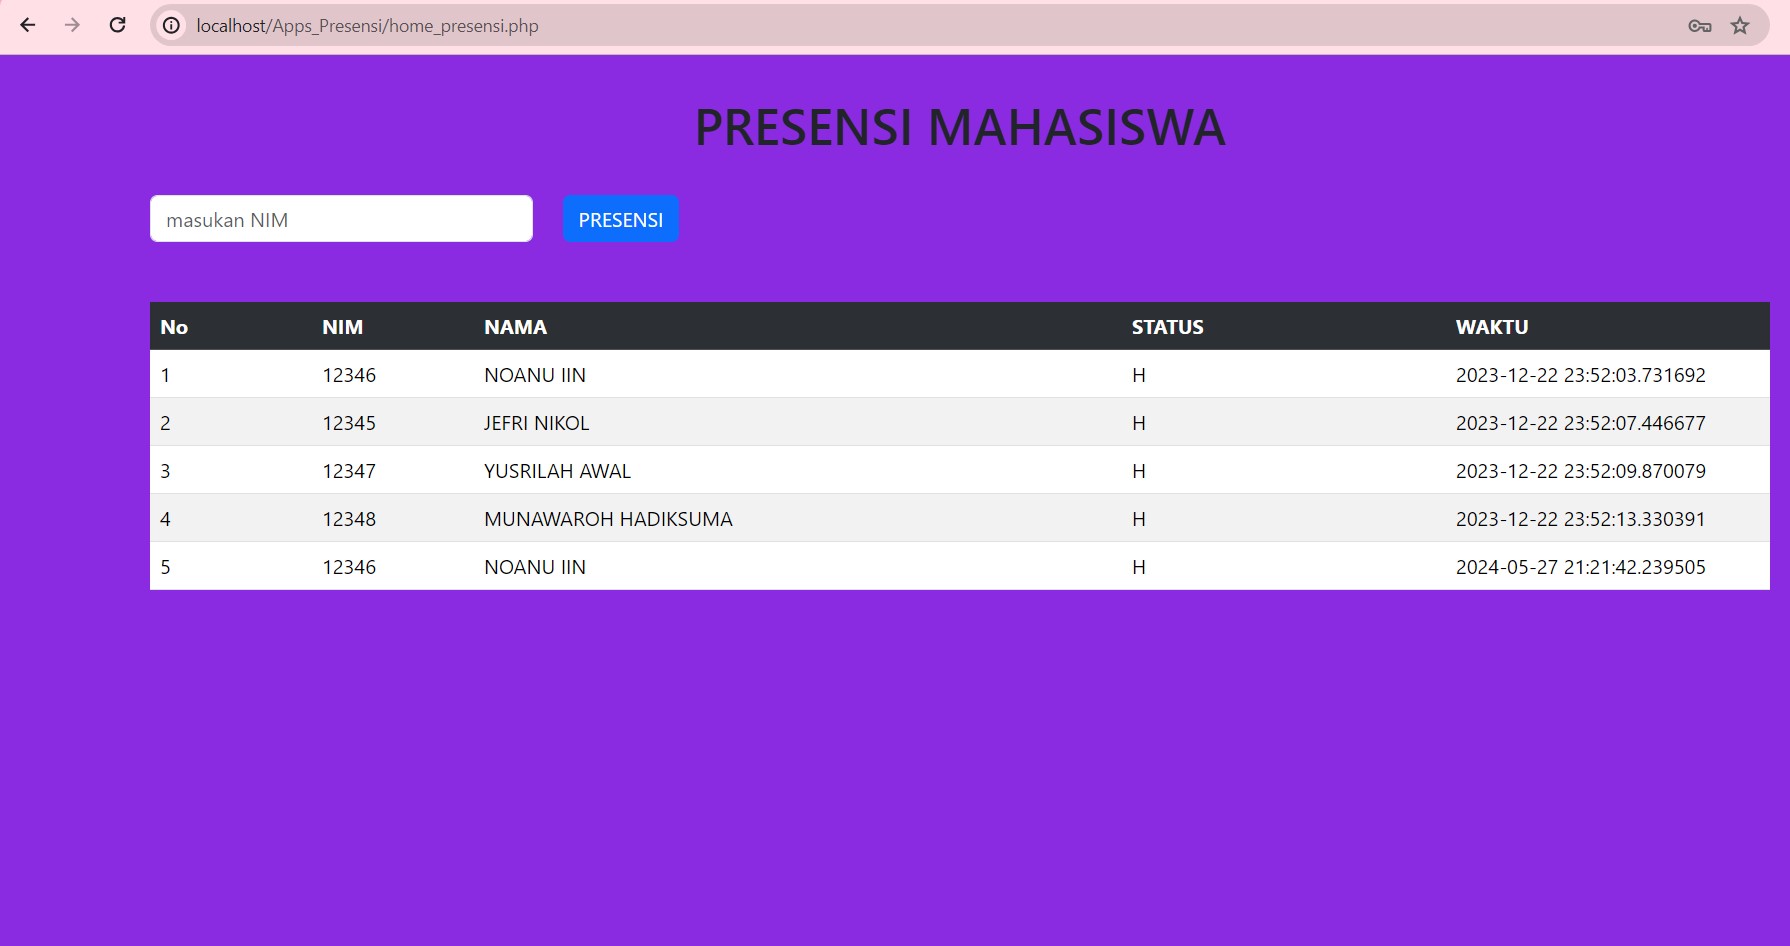 localhost/Apps_Presensi/home_presensi.php
PRESENSI MAHASISWA
masukan NIM PRESENSI
No NIM NAMA STATUS WAKTU
1 12346 NOANU IIN H 2023-12-22 23:52:03.731692
2 12345 JEFRI NIKOL H 2023-12-22 23:52:07.446677
3 12347 YUSRILAH AWAL H 2023-12-22 23:52:09.870079
4 12348 MUNAWAROH HADIKSUMA H 2023-12-22 23:52:13.330391
5 12346 NOANU IIN H 2024-05-27 21:21:42.239505